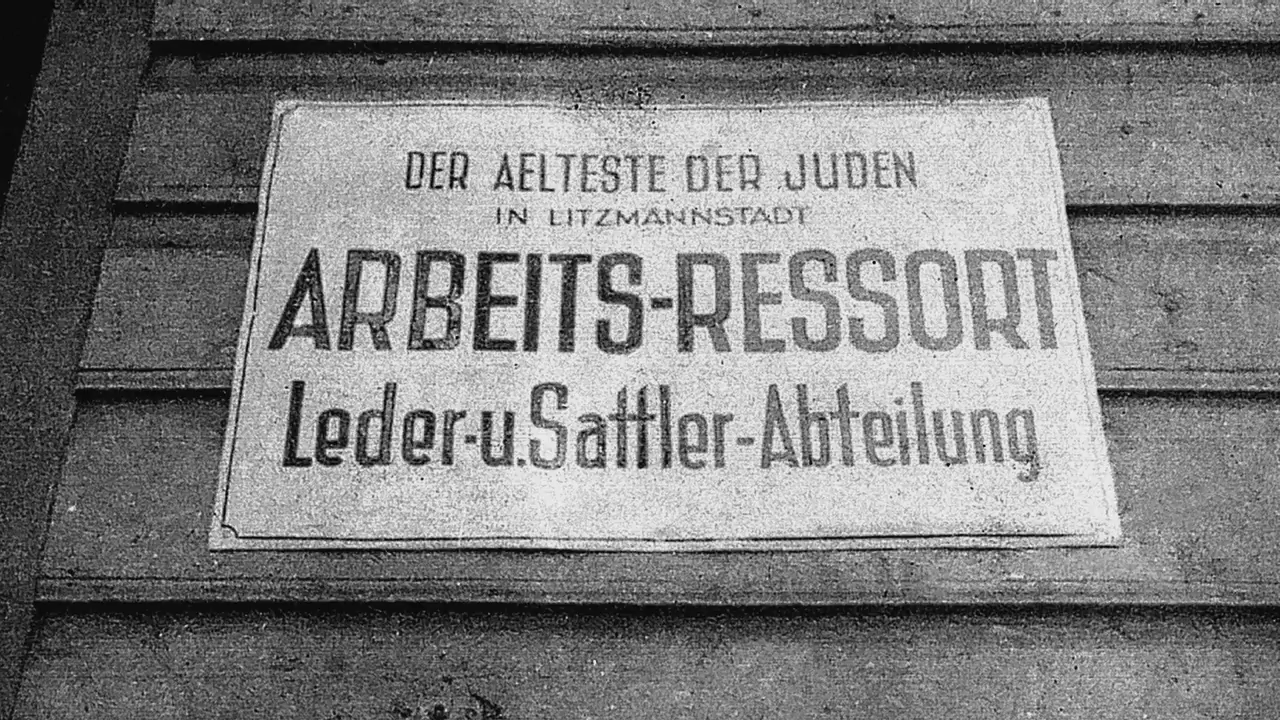 DER AELTESTE DER JUDEN
IN LITZMANNSTADT
ARBEITS-RESSORT
Leder-u.Sattler-Abteilung